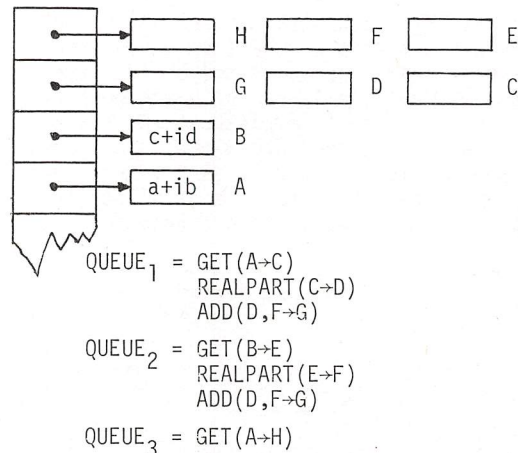 H F E
G D C
c+id B
a+ib A
QUEUE₁ = GET(A→C)
REALPART(C→D)
ADD(D,F→G)
QUEUE₂ = GET(B→E)
REALPART(E→F)
ADD(D,F→G)
QUEUE₃ = GET(A→H)